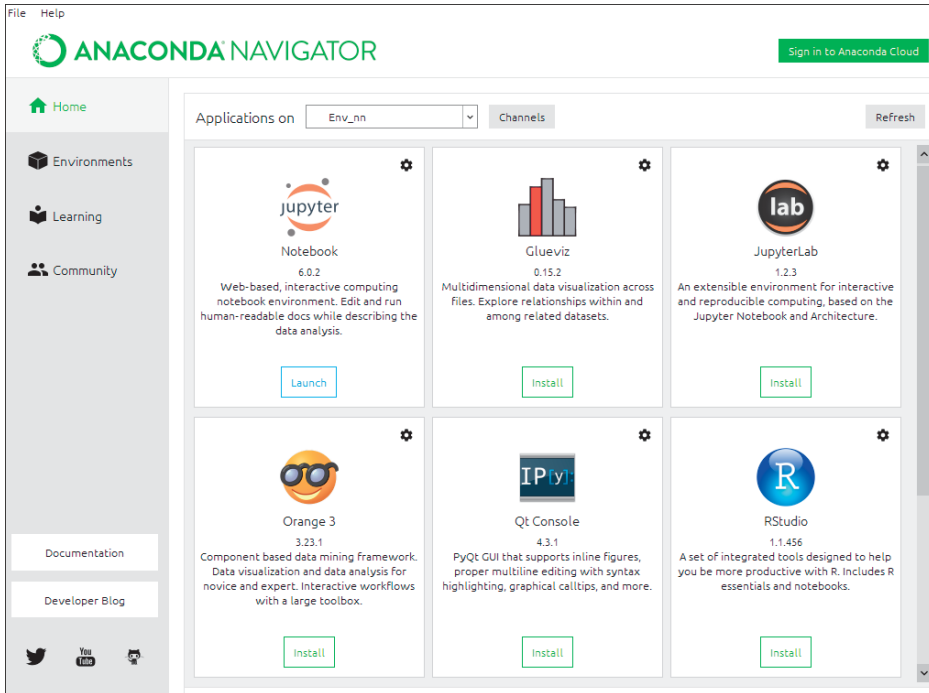 File Help
ANACONDA NAVIGATOR
Sign in to Anaconda Cloud
Home
Environments
Learning
Community
Documentation
Developer Blog
You
Tube
Applications on Env_nn Channels Refresh
jupyter
Notebook
6.0.2
Web-based, interactive computing
notebook environment. Edit and run
human-readable docs while describing the
data analysis.
Launch
Glueviz
0.15.2
Multidimensional data visualization across
files. Explore relationships within and
among related datasets.
Install
lab
JupyterLab
1.2.3
An extensible environment for interactive
and reproducible computing, based on the
Jupyter Notebook and Architecture.
Install
Orange 3
3.23.1
Component based data mining framework.
Data visualization and data analysis for
novice and expert. Interactive workflows
with a large toolbox.
Install
IP[y]:
Qt Console
4.3.1
PyQt GUI that supports inline figures,
proper multiline editing with syntax
highlighting, graphical calltips, and more.
Install
R
RStudio
1.1.456
A set of integrated tools designed to help
you be more productive with R. Includes R
essentials and notebooks.
Install